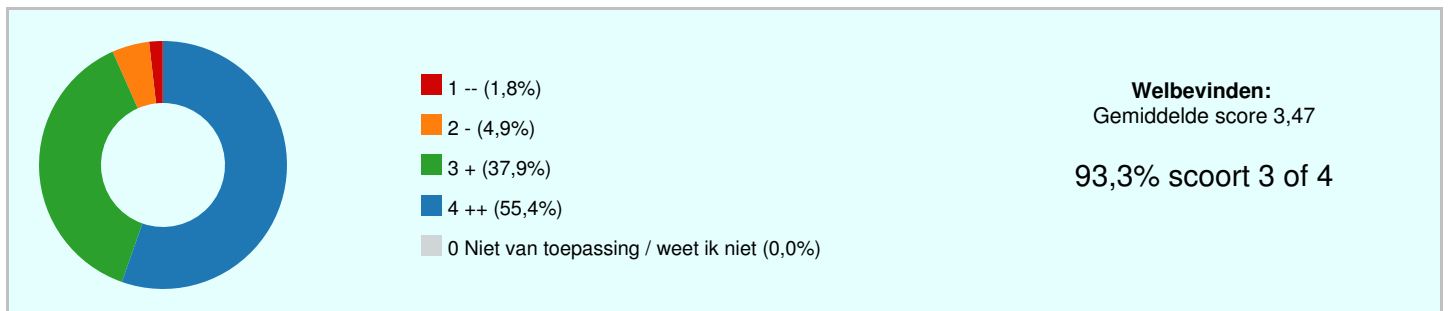 1 -- (1,8%)
2 - (4,9%)
3 + (37,9%)
4 ++ (55,4%)
0 Niet van toepassing / weet ik niet (0,0%)
Welbevinden:
Gemiddelde score 3,47
93,3% scoort 3 of 4